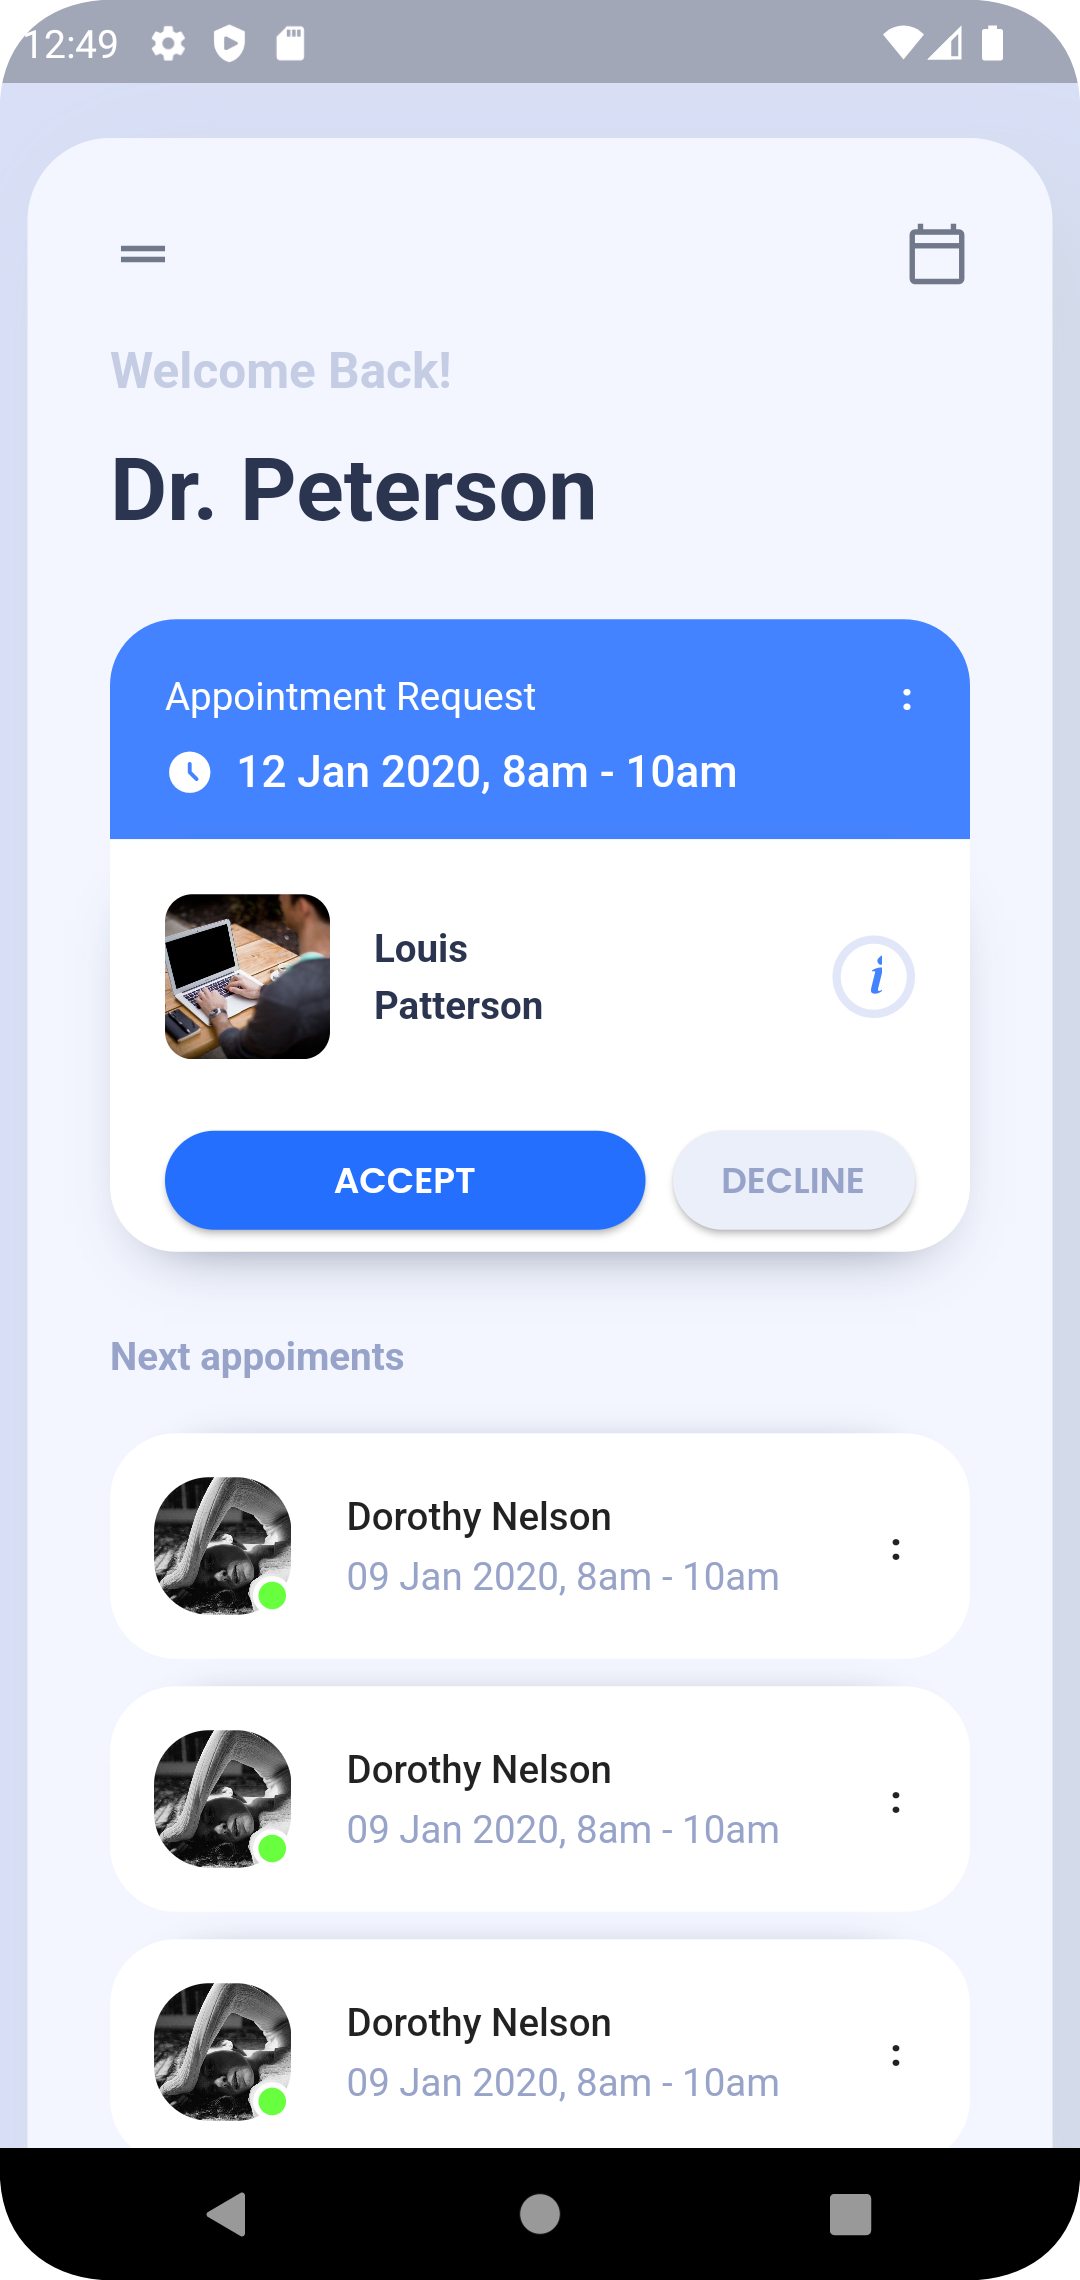 12:49
Welcome Back!
Dr. Peterson
Appointment Request
12 Jan 2020, 8am - 10am
Louis
Patterson
i
ACCEPT
DECLINE
Next appoiments
Dorothy Nelson
09 Jan 2020, 8am - 10am
Dorothy Nelson
09 Jan 2020, 8am - 10am
Dorothy Nelson
09 Jan 2020, 8am - 10am